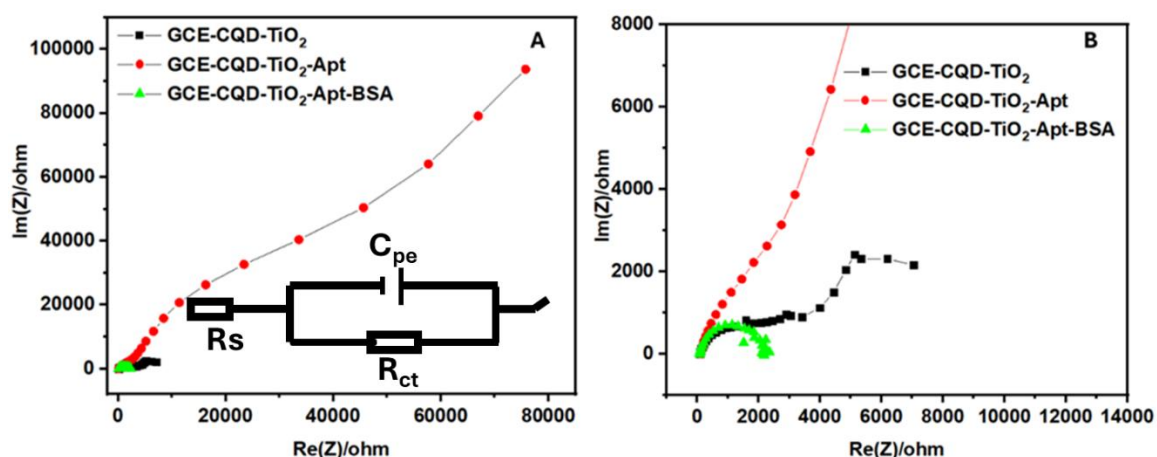 A
GCE-CQD-TiO₂
GCE-CQD-TiO₂-Apt
GCE-CQD-TiO₂-Apt-BSA
Im(Z)/ohm
100000
80000
60000
40000
20000
0
Cpe
Rs
Rct
0 20000 40000 60000 80000
Re(Z)/ohm
B
GCE-CQD-TiO₂
GCE-CQD-TiO₂-Apt
GCE-CQD-TiO₂-Apt-BSA
Im(Z)/ohm
8000
6000
4000
2000
0
0 2000 4000 6000 8000 10000 12000 14000
Re(Z)/ohm